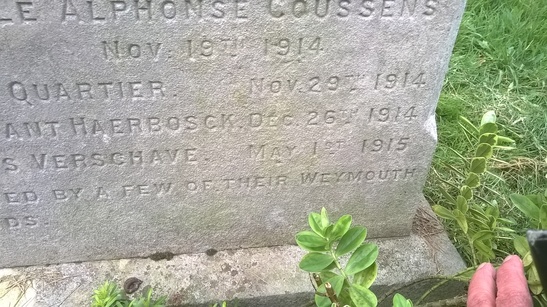 LE ALPHONSE COUSSENS
NOV. 19TH 1914
QUARTIER. NOV. 29TH 1914
ANT HAERBOSCK. DEC. 26TH 1914
S VERSCHAVE. MAY. 1ST 1915
ED BY A FEW OF THEIR WEYMOUTH
DS